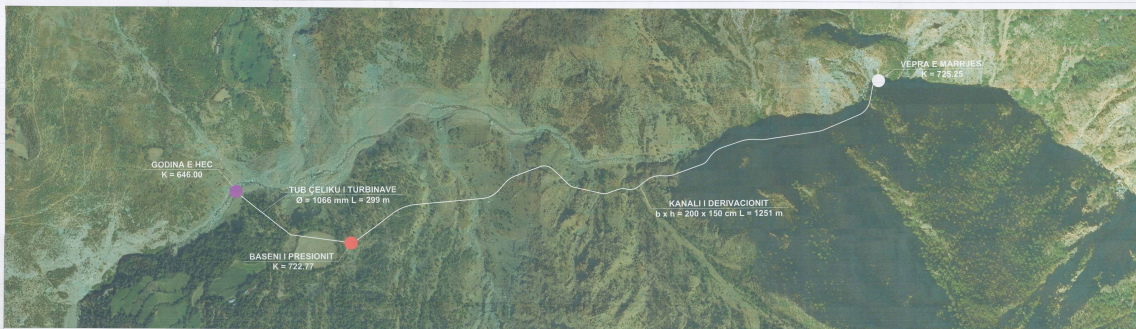 VEPRA E MARRJES
K = 725.25
GODINA E HEC
K = 646.00
TUB ÇELIKU I TURBINAVE
Ø = 1066 mm L = 299 m
KANALI I DERIVACIONIT
b x h = 200 x 150 cm L = 1251 m
BASENI I PRESIONIT
K = 722.77